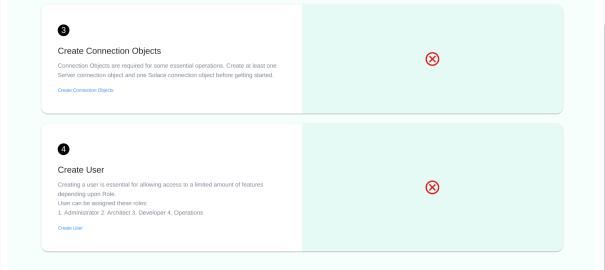 3
Create Connection Objects
Connection Objects are required for some essential operations. Create at least one
Server connection object and one Solace connection object before getting started.
Create Connection Objects
4
Create User
Creating a user is essential for allowing access to a limited amount of features
depending upon Role.
User can be assigned these roles:
1. Administrator 2. Architect 3. Developer 4. Operations
Create User